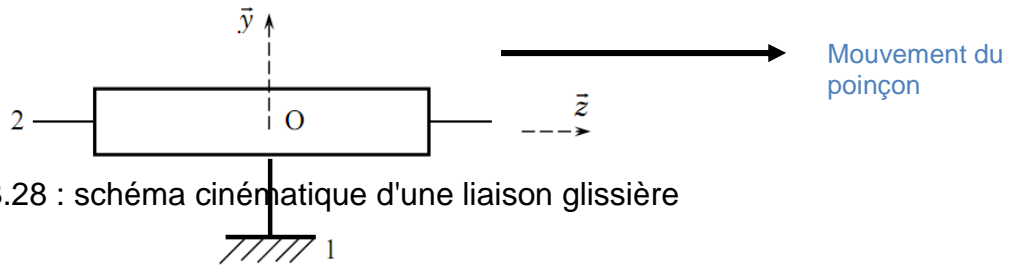 y⃗
Mouvement du
poinçon
2
O
z⃗
.28 : schéma cinématique d'une liaison glissière
1